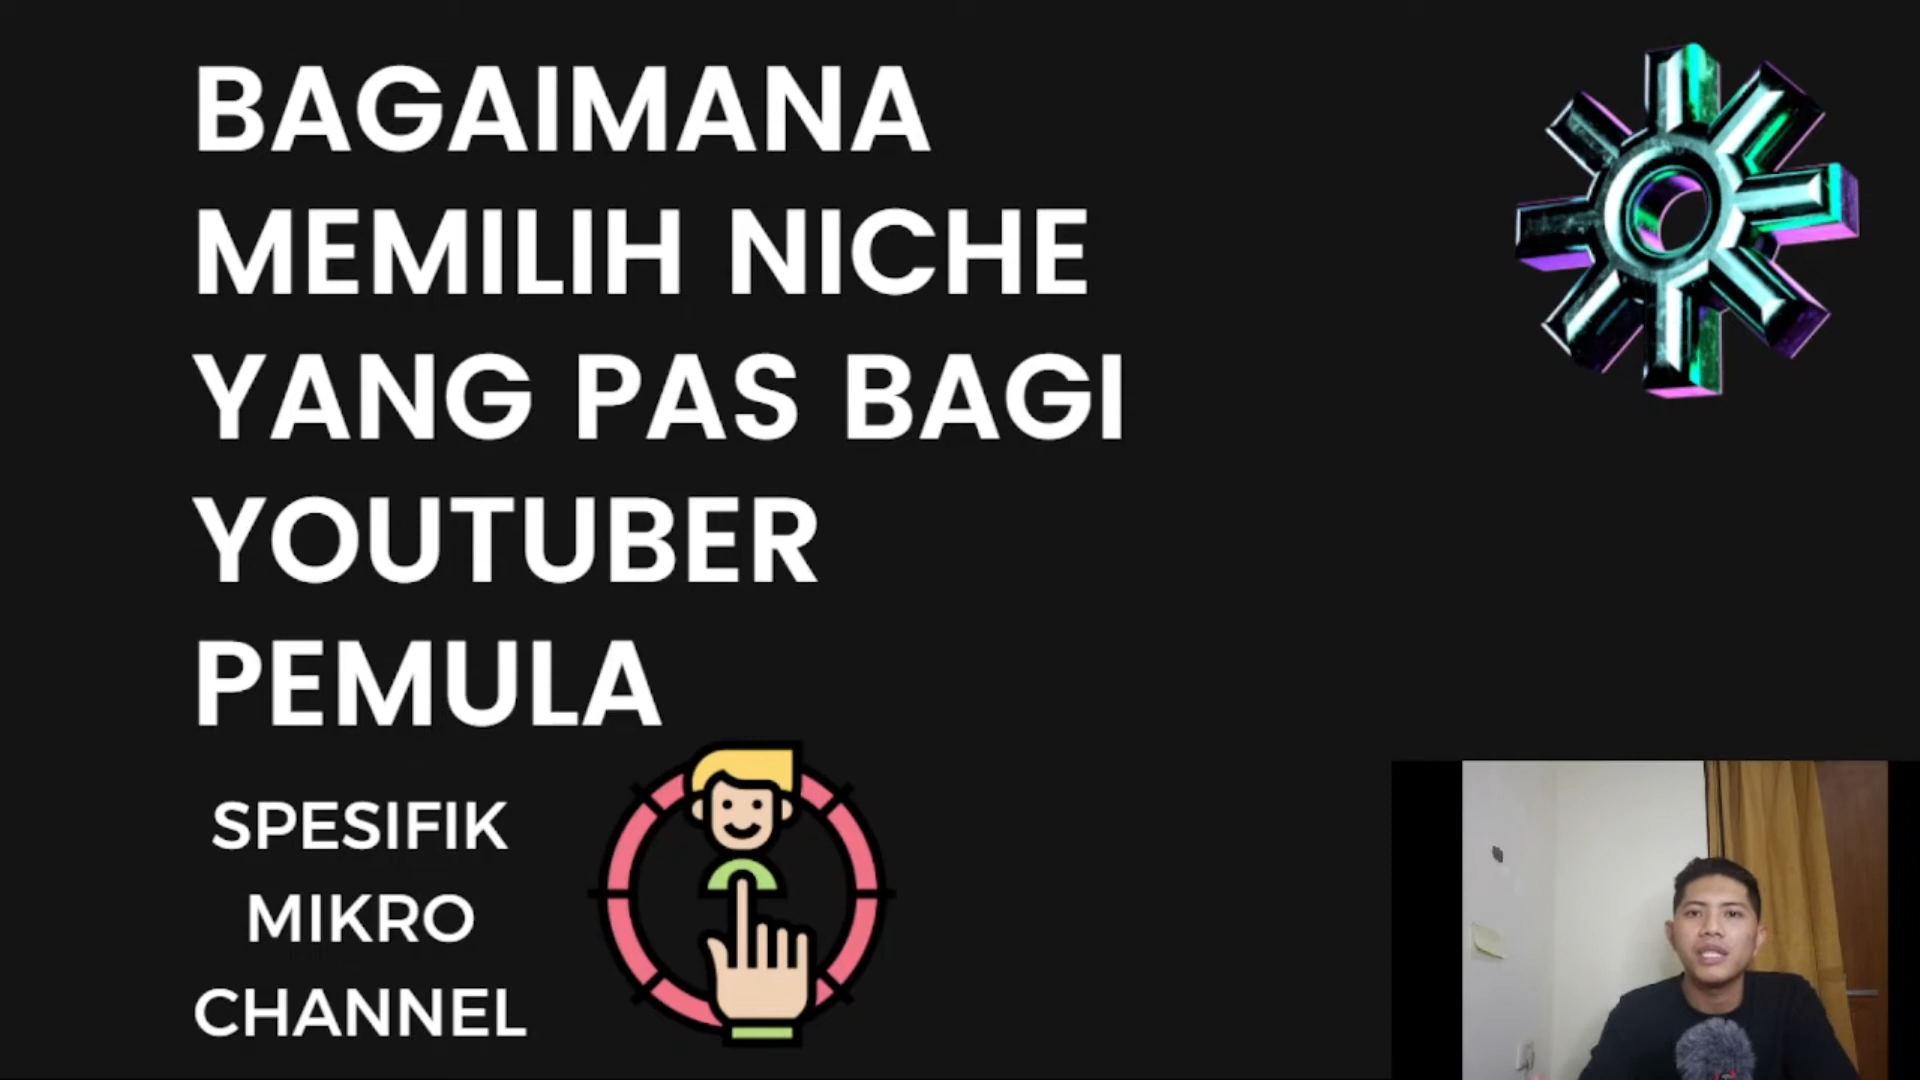 BAGAIMANA
MEMILIH NICHE
YANG PAS BAGI
YOUTUBER
PEMULA
SPESIFIK
MIKRO
CHANNEL